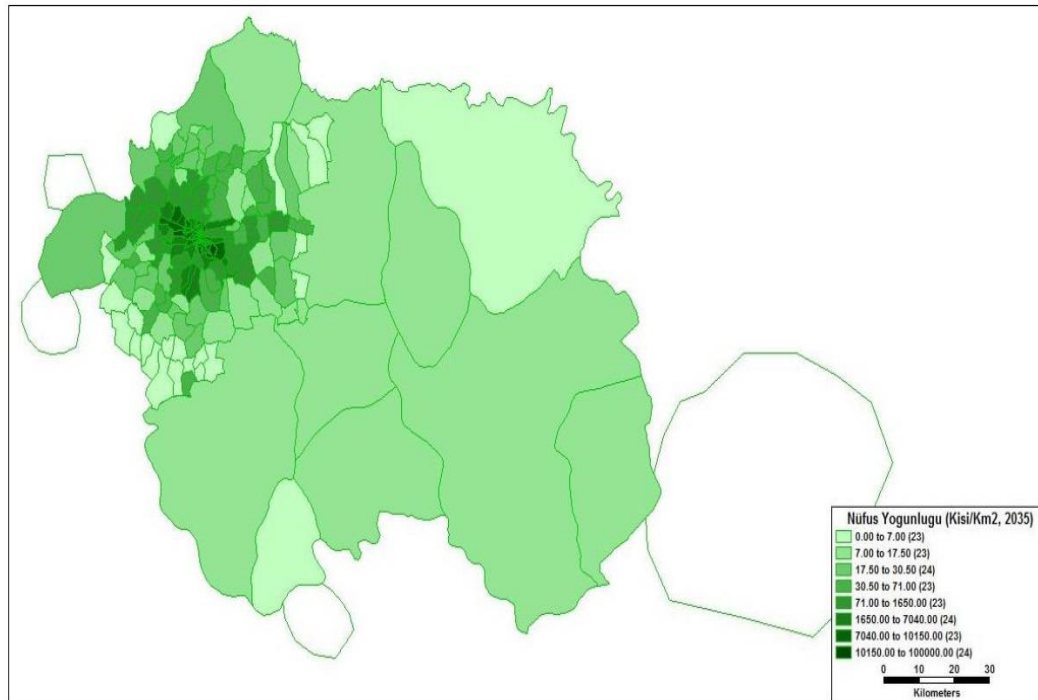 Nüfus Yogunlugu (Kisi/Km2, 2035)
0.00 to 7.00 (23)
7.00 to 17.50 (23)
17.50 to 30.50 (24)
30.50 to 71.00 (23)
71.00 to 1650.00 (23)
1650.00 to 7040.00 (24)
7040.00 to 10150.00 (23)
10150.00 to 100000.00 (24)
0 10 20 30
Kilometers